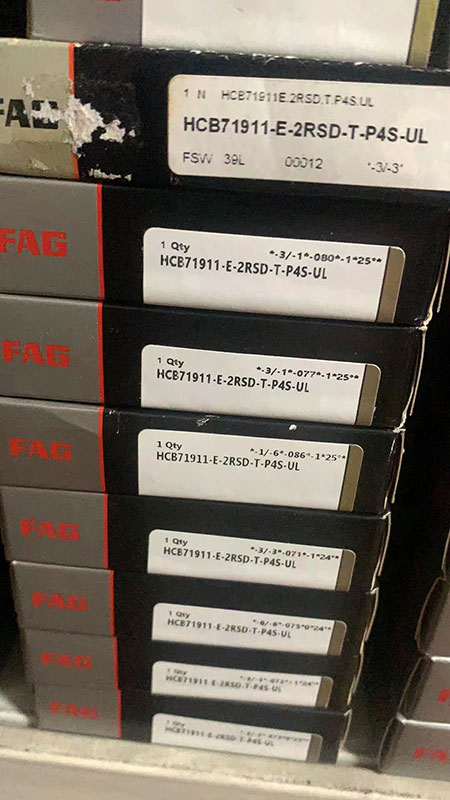 FAG
1 N HCB71911E.2RSD.T.P4S.UL
HCB71911-E-2RSD-T-P4S-UL
FSW 39L 00012 *-3/-3*
FAG
1 Qty *-3/-1*-080*-1*25°*
HCB71911-E-2RSD-T-P4S-UL
FAG
1 Qty *-3/-1*-077*-1*25°*
HCB71911-E-2RSD-T-P4S-UL
FAG
1 Qty *-1/-6*-086*-1*25°*
HCB71911-E-2RSD-T-P4S-UL
FAG
1 Qty *-3/-3*-071*-1*24°*
HCB71911-E-2RSD-T-P4S-UL
FAG
1 Qty
HCB71911-E-2RSD-T-P4S-UL
FAG
1 Qty
HCB71911-E-2RSD-T-P4S-UL
FAG
1 Qty
HCB71911-E-2RSD-T-P4S-UL